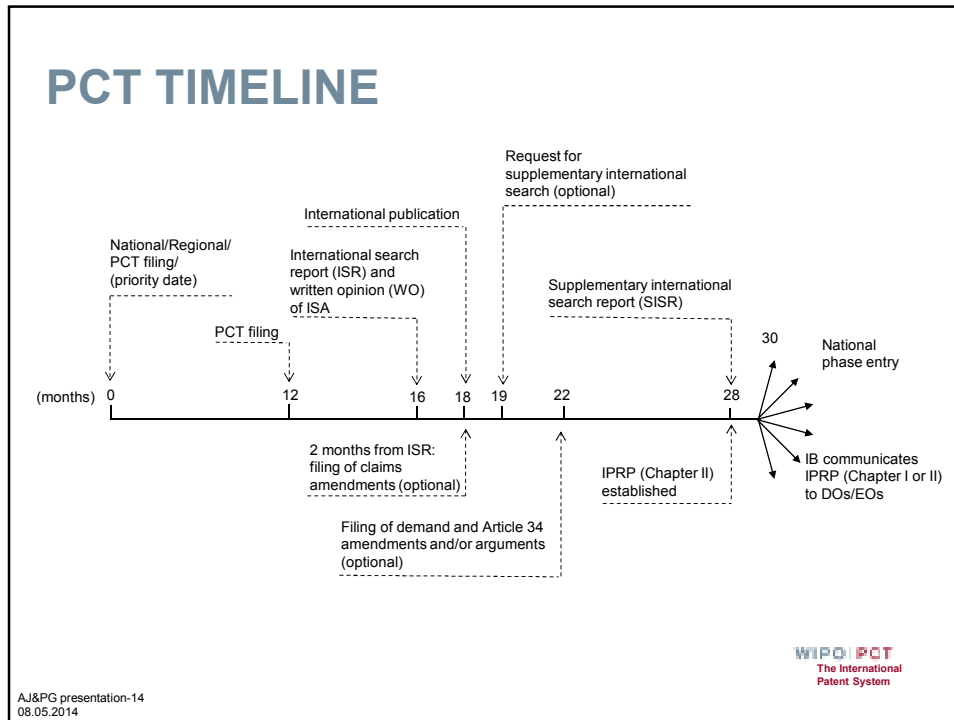 PCT TIMELINE
Request for
supplementary international
search (optional)
International publication
National/Regional/
PCT filing/
(priority date)
International search
report (ISR) and
written opinion (WO)
of ISA
Supplementary international
search report (SISR)
PCT filing
30
National
phase entry
(months) 0 12 16 18 19 22 28
2 months from ISR:
filing of claims
amendments (optional)
IPRP (Chapter II)
established
IB communicates
IPRP (Chapter I or II)
to DOs/EOs
Filing of demand and Article 34
amendments and/or arguments
(optional)
WIPO|PCT
The International
Patent System
AJ&PG presentation-14
08.05.2014